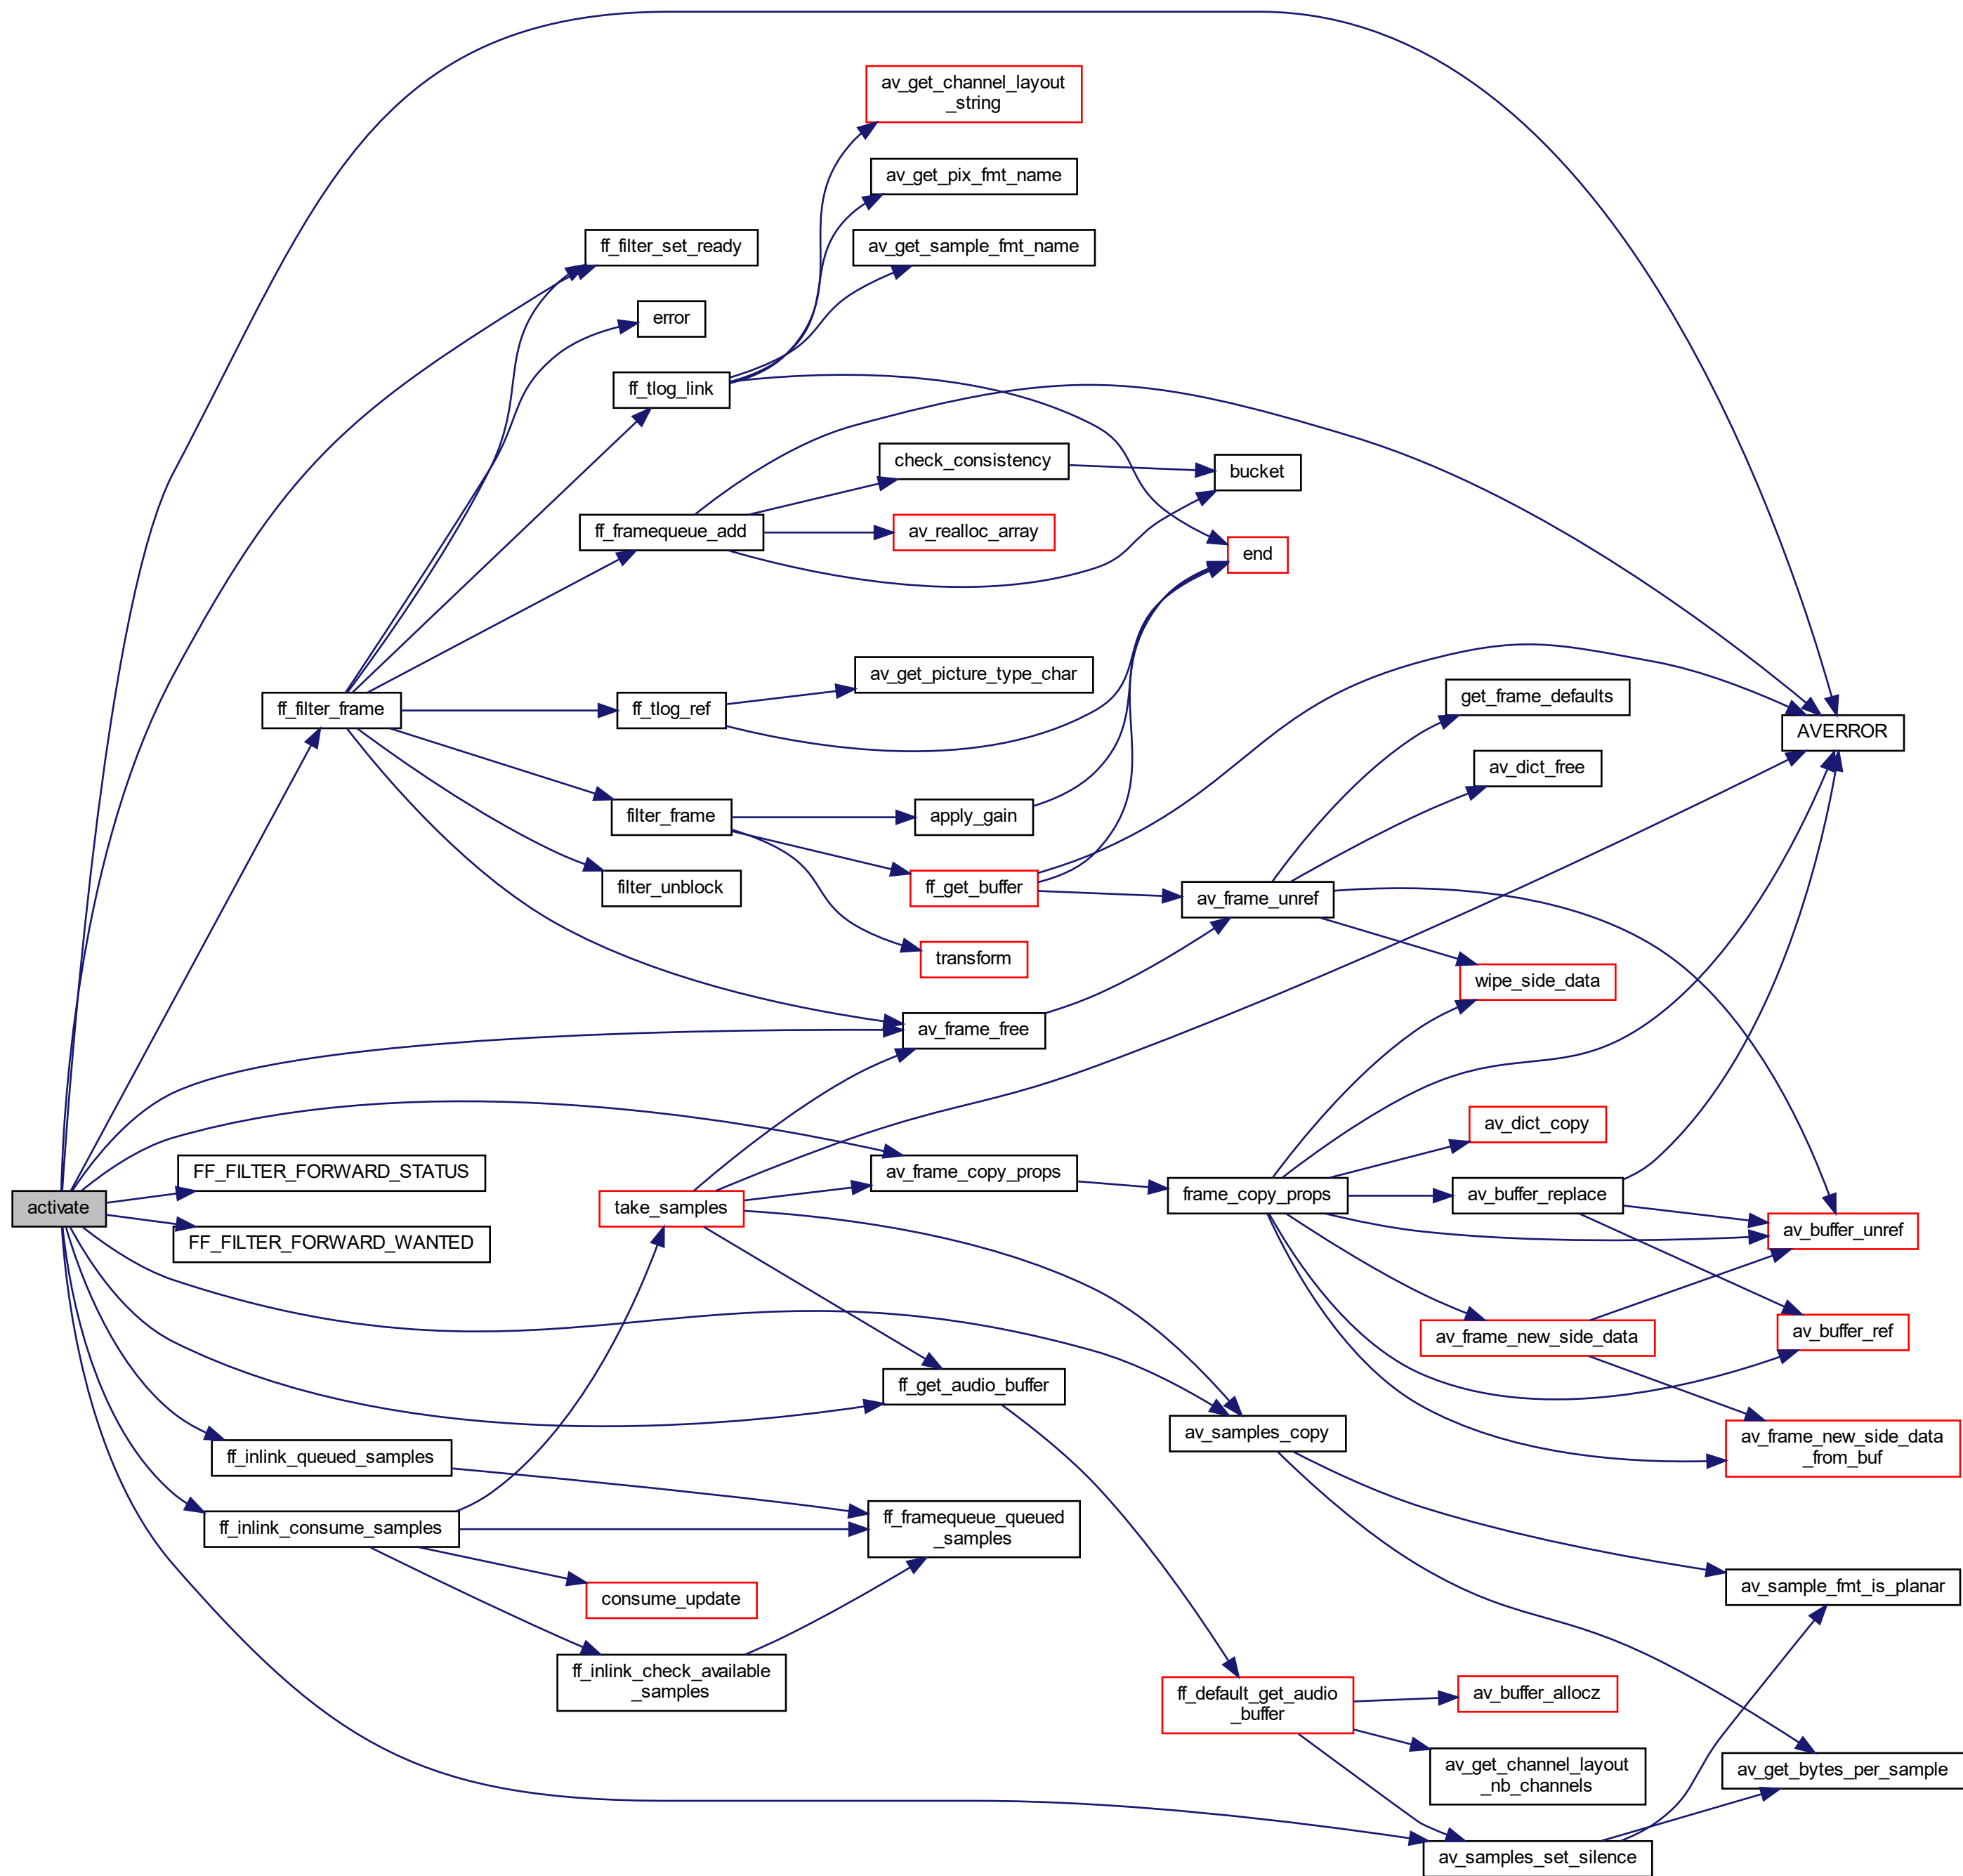 av_get_channel_layout
_string
av_get_pix_fmt_name
ff_filter_set_ready
av_get_sample_fmt_name
error
ff_tlog_link
check_consistency
bucket
ff_framequeue_add
av_realloc_array
end
av_get_picture_type_char
get_frame_defaults
ff_filter_frame
ff_tlog_ref
AVERROR
av_dict_free
filter_frame
apply_gain
filter_unblock
ff_get_buffer
av_frame_unref
transform
wipe_side_data
av_frame_free
av_dict_copy
FF_FILTER_FORWARD_STATUS
av_frame_copy_props
activate
take_samples
frame_copy_props
av_buffer_replace
FF_FILTER_FORWARD_WANTED
av_buffer_unref
av_frame_new_side_data
av_buffer_ref
ff_get_audio_buffer
av_samples_copy
av_frame_new_side_data
_from_buf
ff_inlink_queued_samples
ff_inlink_consume_samples
ff_framequeue_queued
_samples
consume_update
av_sample_fmt_is_planar
ff_inlink_check_available
_samples
ff_default_get_audio
_buffer
av_buffer_allocz
av_get_channel_layout
_nb_channels
av_get_bytes_per_sample
av_samples_set_silence